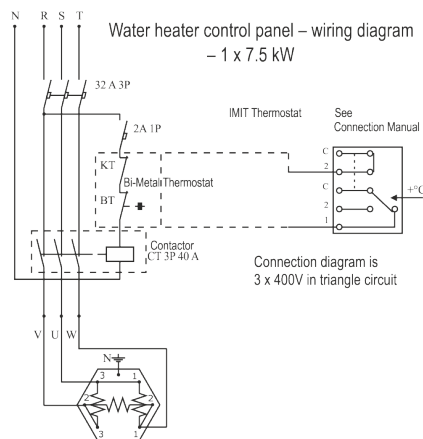 N R S T
Water heater control panel – wiring diagram
– 1 x 7.5 kW
32 A 3P
2A 1P
IMIT Thermostat
See
Connection Manual
KT
Bi-Metal Thermostat
BT
C
2
C
2
1
+°C
Contactor
CT 3P 40 A
Connection diagram is
3 x 400V in triangle circuit
V U W
N
3 1
2 2
3 1